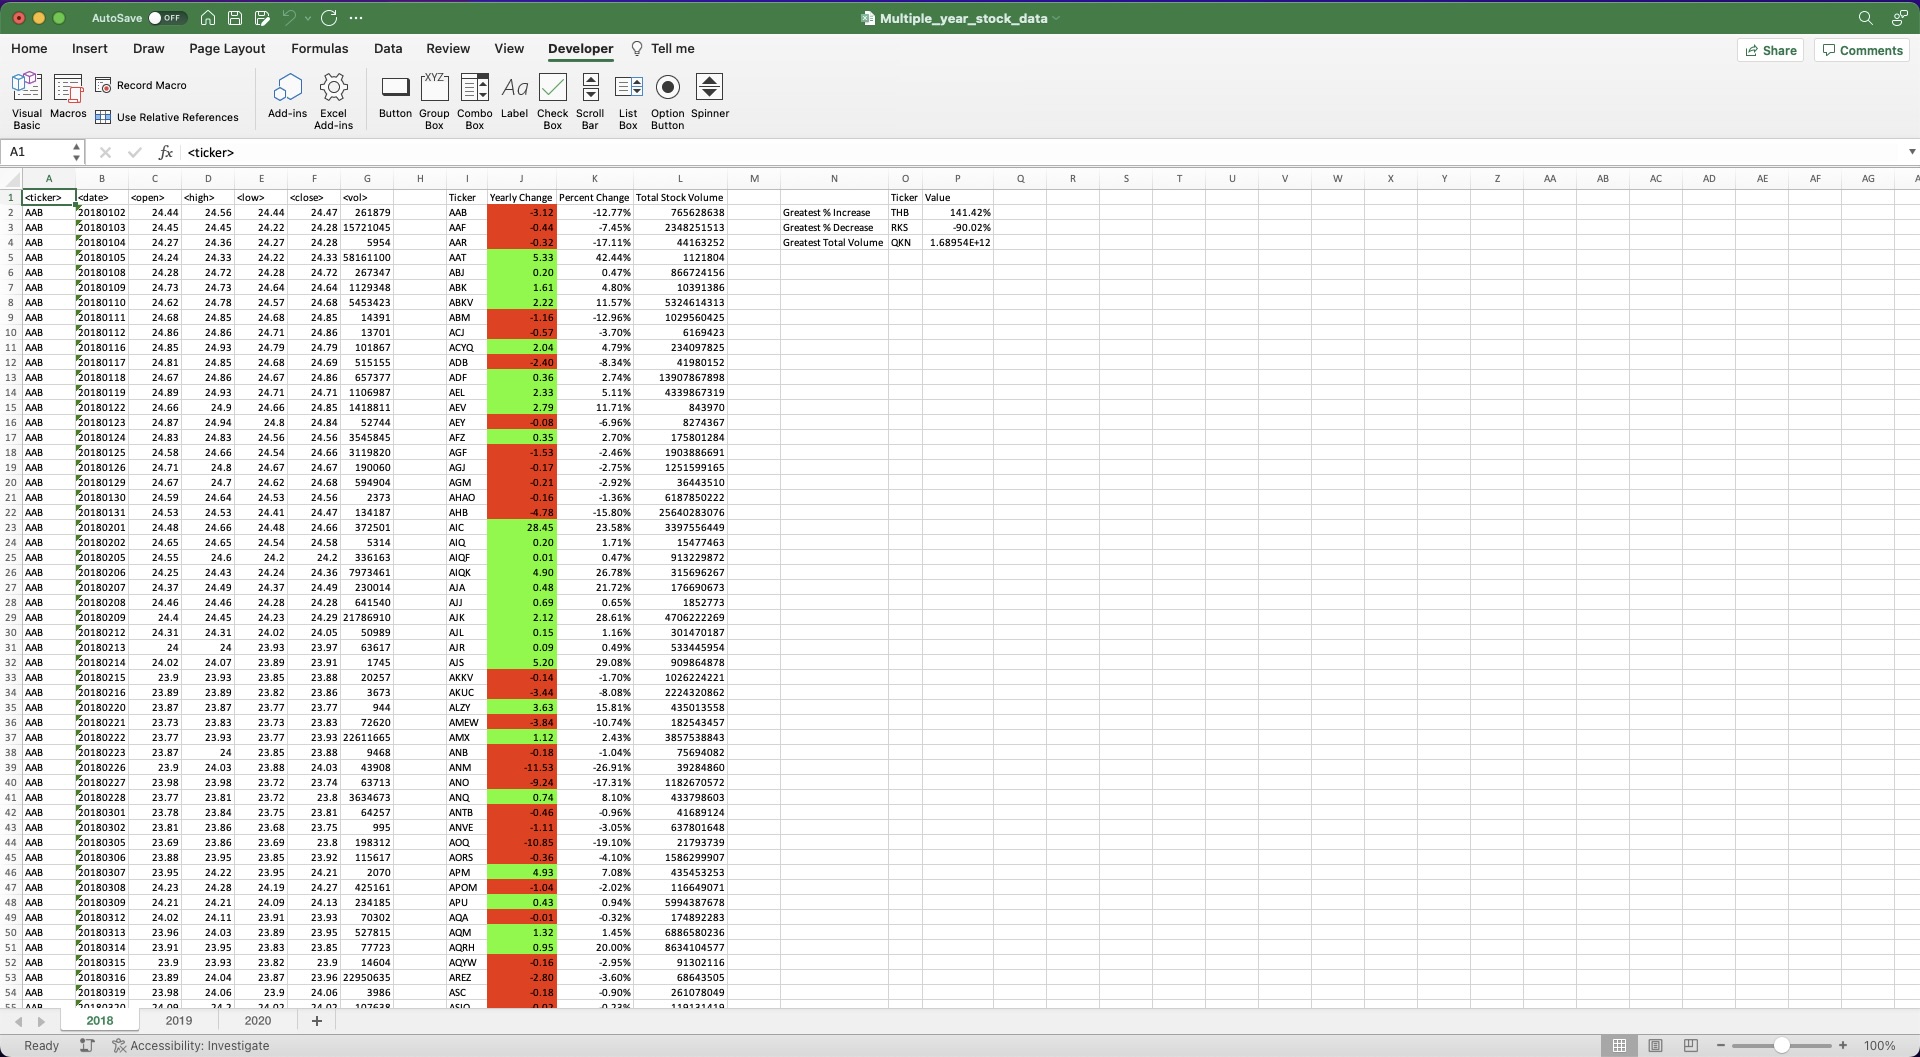 AutoSave OFF Multiple_year_stock_data
Home Insert Draw Page Layout Formulas Data Review View Developer Tell me Share Comments
Visual Basic Macros Record Macro Use Relative References Add-ins Excel Add-ins Button Group Box Combo Box Label Check Box Scroll Bar List Box Option Button Spinner
A1 fx <ticker>
A B C D E F G H I J K L M N O P Q R S T U V W X Y Z AA AB AC AD AE AF AG
1 <ticker> <date> <open> <high> <low> <close> <vol> Ticker Yearly Change Percent Change Total Stock Volume Ticker Value
2 AAB 20180102 24.44 24.56 24.44 24.47 261879 AAB -3.12 -12.77% 765628638 Greatest % Increase THB 141.42%
3 AAB 20180103 24.45 24.45 24.22 24.28 15721045 AAF -0.44 -7.45% 2348251513 Greatest % Decrease RKS -90.02%
4 AAB 20180104 24.27 24.36 24.27 24.28 5954 AAR -0.32 -17.11% 44163252 Greatest Total Volume QKN 1.68954E+12
5 AAB 20180105 24.24 24.33 24.22 24.33 58161100 AAT 5.33 42.44% 1121804
6 AAB 20180108 24.28 24.72 24.28 24.72 267347 ABJ 0.20 0.47% 866724156
7 AAB 20180109 24.73 24.73 24.64 24.64 1129348 ABK 1.61 4.80% 10391386
8 AAB 20180110 24.62 24.78 24.57 24.68 5453423 ABKV 2.22 11.57% 5324614313
9 AAB 20180111 24.68 24.85 24.68 24.85 14391 ABM -1.16 -12.96% 1029560425
10 AAB 20180112 24.86 24.86 24.71 24.86 13701 ACJ -0.57 -3.70% 6169423
11 AAB 20180116 24.85 24.93 24.79 24.79 101867 ACYQ 2.04 4.79% 234097825
12 AAB 20180117 24.81 24.85 24.68 24.69 515155 ADB -2.40 -8.34% 41980152
13 AAB 20180118 24.67 24.86 24.67 24.86 657377 ADF 0.36 2.74% 13907867898
14 AAB 20180119 24.89 24.93 24.71 24.71 1106987 AEL 2.33 5.11% 4339867319
15 AAB 20180122 24.66 24.9 24.66 24.85 1418811 AEV 2.79 11.71% 843970
16 AAB 20180123 24.87 24.94 24.8 24.84 52744 AEY -0.08 -6.96% 8274367
17 AAB 20180124 24.83 24.83 24.56 24.56 3545845 AFZ 0.35 2.70% 175801284
18 AAB 20180125 24.58 24.66 24.54 24.66 3119820 AGF -1.53 -2.46% 1903886691
19 AAB 20180126 24.71 24.8 24.67 24.67 190060 AGJ -0.17 -2.75% 1251599165
20 AAB 20180129 24.67 24.7 24.62 24.68 594904 AGM -0.21 -2.92% 36443510
21 AAB 20180130 24.59 24.64 24.53 24.56 2373 AHAO -0.16 -1.36% 6187850222
22 AAB 20180131 24.53 24.53 24.41 24.47 134187 AHB -4.78 -15.80% 25640283076
23 AAB 20180201 24.48 24.66 24.48 24.66 372501 AIC 28.45 23.58% 3397556449
24 AAB 20180202 24.65 24.65 24.54 24.58 5314 AIQ 0.20 1.71% 15477463
25 AAB 20180205 24.55 24.6 24.2 24.2 336163 AIQF 0.01 0.47% 913229872
26 AAB 20180206 24.25 24.43 24.24 24.36 7973461 AIQK 4.90 26.78% 315696267
27 AAB 20180207 24.37 24.49 24.37 24.49 230014 AJA 0.48 21.72% 176690673
28 AAB 20180208 24.46 24.46 24.28 24.28 641540 AJJ 0.69 0.65% 1852773
29 AAB 20180209 24.4 24.45 24.23 24.29 21786910 AJK 2.12 28.61% 4706222269
30 AAB 20180212 24.31 24.31 24.02 24.05 50989 AJL 0.15 1.16% 301470187
31 AAB 20180213 24 24 23.93 23.97 63617 AJR 0.09 0.49% 533445954
32 AAB 20180214 24.02 24.07 23.89 23.91 1745 AJS 5.20 29.08% 909864878
33 AAB 20180215 23.9 23.93 23.85 23.88 20257 AKKV -0.14 -1.70% 1026224221
34 AAB 20180216 23.89 23.89 23.82 23.86 3673 AKUC -3.44 -8.08% 2224320862
35 AAB 20180220 23.87 23.87 23.77 23.77 944 ALZY 3.63 15.81% 435013558
36 AAB 20180221 23.73 23.83 23.73 23.83 72620 AMEW -3.84 -10.74% 182543457
37 AAB 20180222 23.77 23.93 23.77 23.93 22611665 AMX 1.12 2.43% 3857538843
38 AAB 20180223 23.87 24 23.85 23.88 9468 ANB -0.18 -1.04% 75694082
39 AAB 20180226 23.9 24.03 23.88 24.03 43908 ANM -11.53 -26.91% 39284860
40 AAB 20180227 23.98 23.98 23.72 23.74 63713 ANO -9.24 -17.31% 1182670572
41 AAB 20180228 23.77 23.81 23.72 23.8 3634673 ANQ 0.74 8.10% 433798603
42 AAB 20180301 23.78 23.84 23.75 23.81 64257 ANTB -0.46 -0.96% 41689124
43 AAB 20180302 23.81 23.86 23.68 23.75 995 ANVE -1.11 -3.05% 637801648
44 AAB 20180305 23.69 23.86 23.69 23.8 198312 AOQ -10.85 -19.10% 21793739
45 AAB 20180306 23.88 23.95 23.85 23.92 115617 AORS -0.36 -4.10% 1586299907
46 AAB 20180307 23.95 24.22 23.95 24.21 2070 APM 4.93 7.08% 435453253
47 AAB 20180308 24.23 24.28 24.19 24.27 425161 APOM -1.04 -2.02% 116649071
48 AAB 20180309 24.21 24.21 24.09 24.13 234185 APU 0.43 0.94% 5994387678
49 AAB 20180312 24.02 24.11 23.91 23.93 70302 AQA -0.01 -0.32% 174892283
50 AAB 20180313 23.96 24.03 23.89 23.95 527815 AQM 1.32 1.45% 6886580236
51 AAB 20180314 23.91 23.95 23.83 23.85 77723 AQRH 0.95 20.00% 8634104577
52 AAB 20180315 23.9 23.93 23.82 23.9 14604 AQYW -0.16 -2.95% 91302116
53 AAB 20180316 23.89 24.04 23.87 23.96 22950635 AREZ -2.80 -3.60% 68643505
54 AAB 20180319 23.98 24.06 23.9 24.06 3986 ASC -0.18 -0.90% 261078049
2018 2019 2020
Ready Accessibility: Investigate 100%